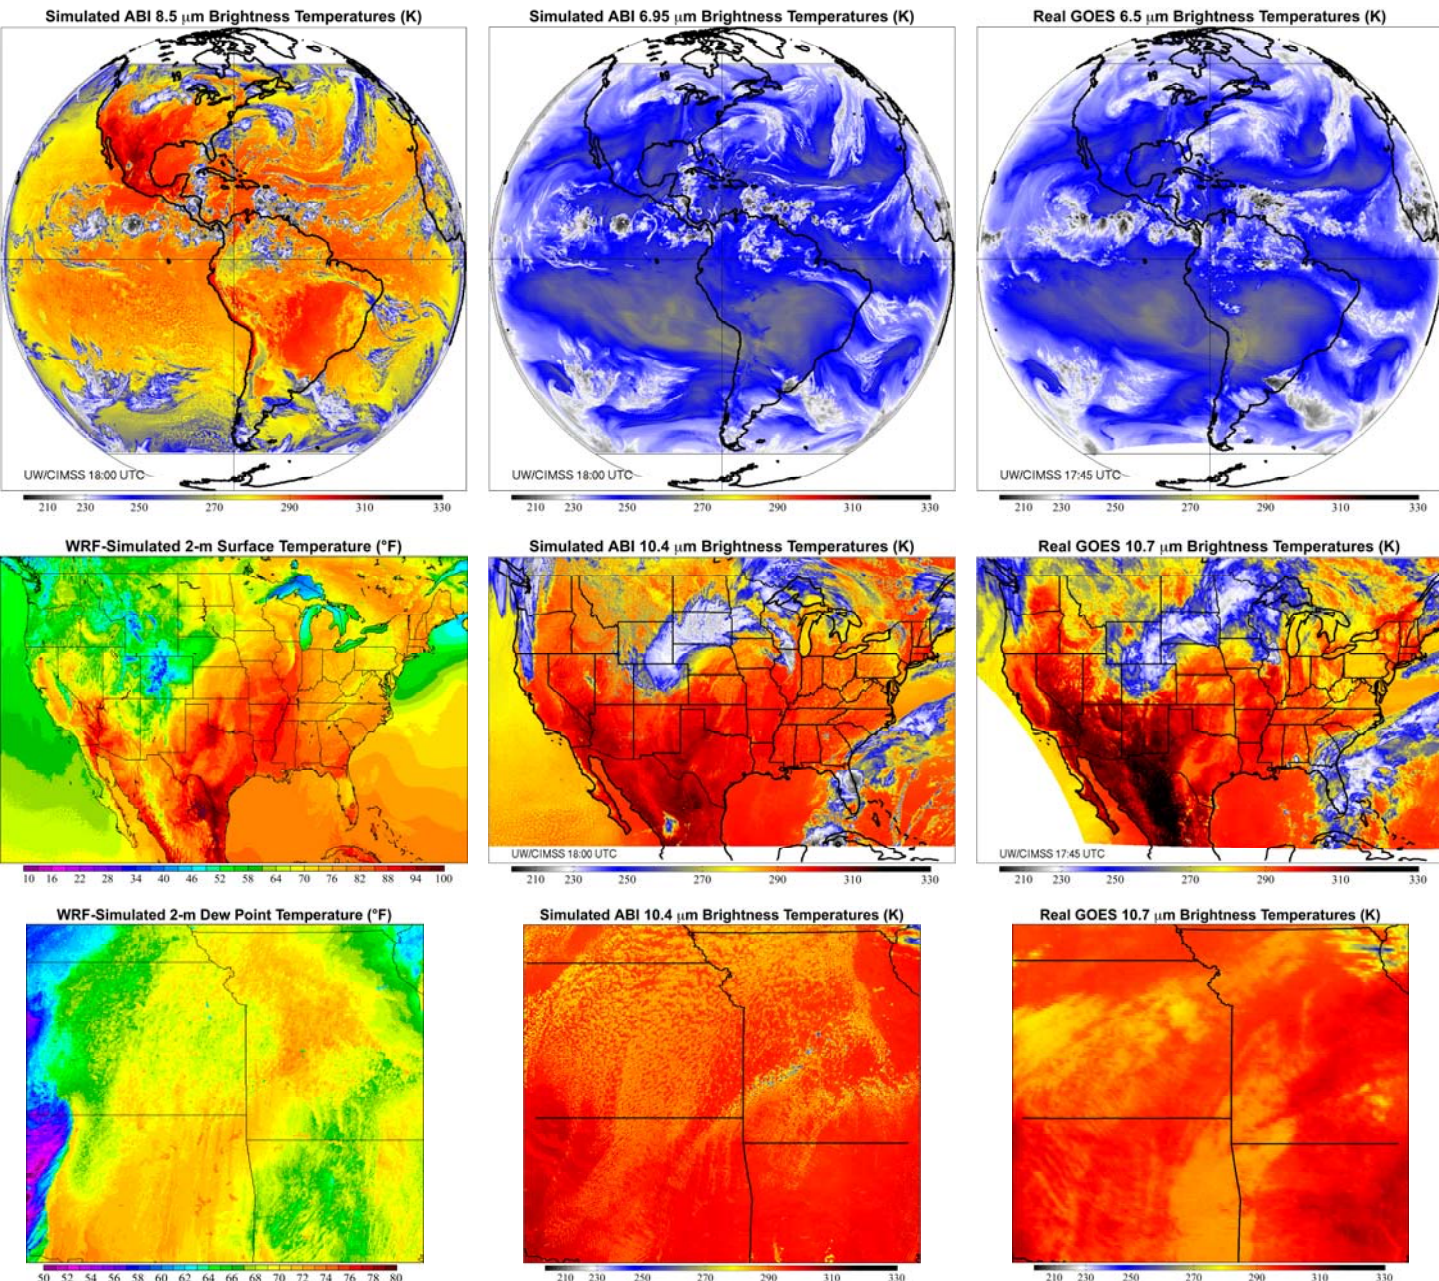 Simulated ABI 8.5 μm Brightness Temperatures (K)
Simulated ABI 6.95 μm Brightness Temperatures (K)
Real GOES 6.5 μm Brightness Temperatures (K)
UW/CIMSS 18:00 UTC
UW/CIMSS 18:00 UTC
UW/CIMSS 17:45 UTC
210 230 250 270 290 310 330
210 230 250 270 290 310 330
210 230 250 270 290 310 330
WRF-Simulated 2-m Surface Temperature (°F)
Simulated ABI 10.4 μm Brightness Temperatures (K)
Real GOES 10.7 μm Brightness Temperatures (K)
UW/CIMSS 18:00 UTC
UW/CIMSS 17:45 UTC
10 16 22 28 34 40 46 52 58 64 70 76 82 88 94 100
210 230 250 270 290 310 330
210 230 250 270 290 310 330
WRF-Simulated 2-m Dew Point Temperature (°F)
Simulated ABI 10.4 μm Brightness Temperatures (K)
Real GOES 10.7 μm Brightness Temperatures (K)
50 52 54 56 58 60 62 64 66 68 70 72 74 76 78 80
210 230 250 270 290 310 330
210 230 250 270 290 310 330